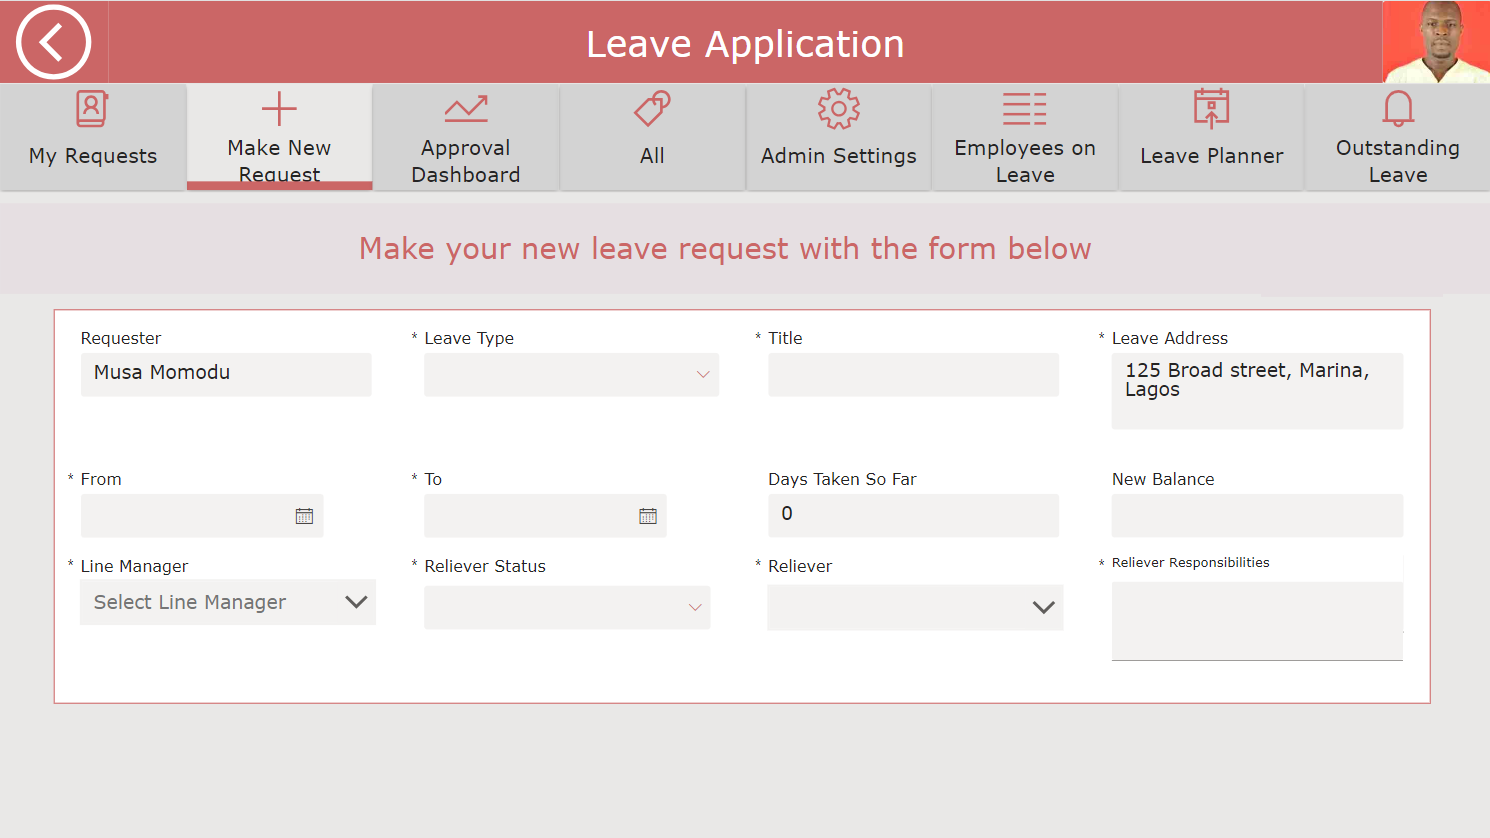 Leave Application
My Requests
Make New
Request
Approval
Dashboard
All
Admin Settings
Employees on
Leave
Leave Planner
Outstanding
Leave
Make your new leave request with the form below
Requester
Musa Momodu
* Leave Type
* Title
* Leave Address
125 Broad street, Marina,
Lagos
* From
* To
Days Taken So Far
0
New Balance
* Line Manager
Select Line Manager
* Reliever Status
* Reliever
* Reliever Responsibilities